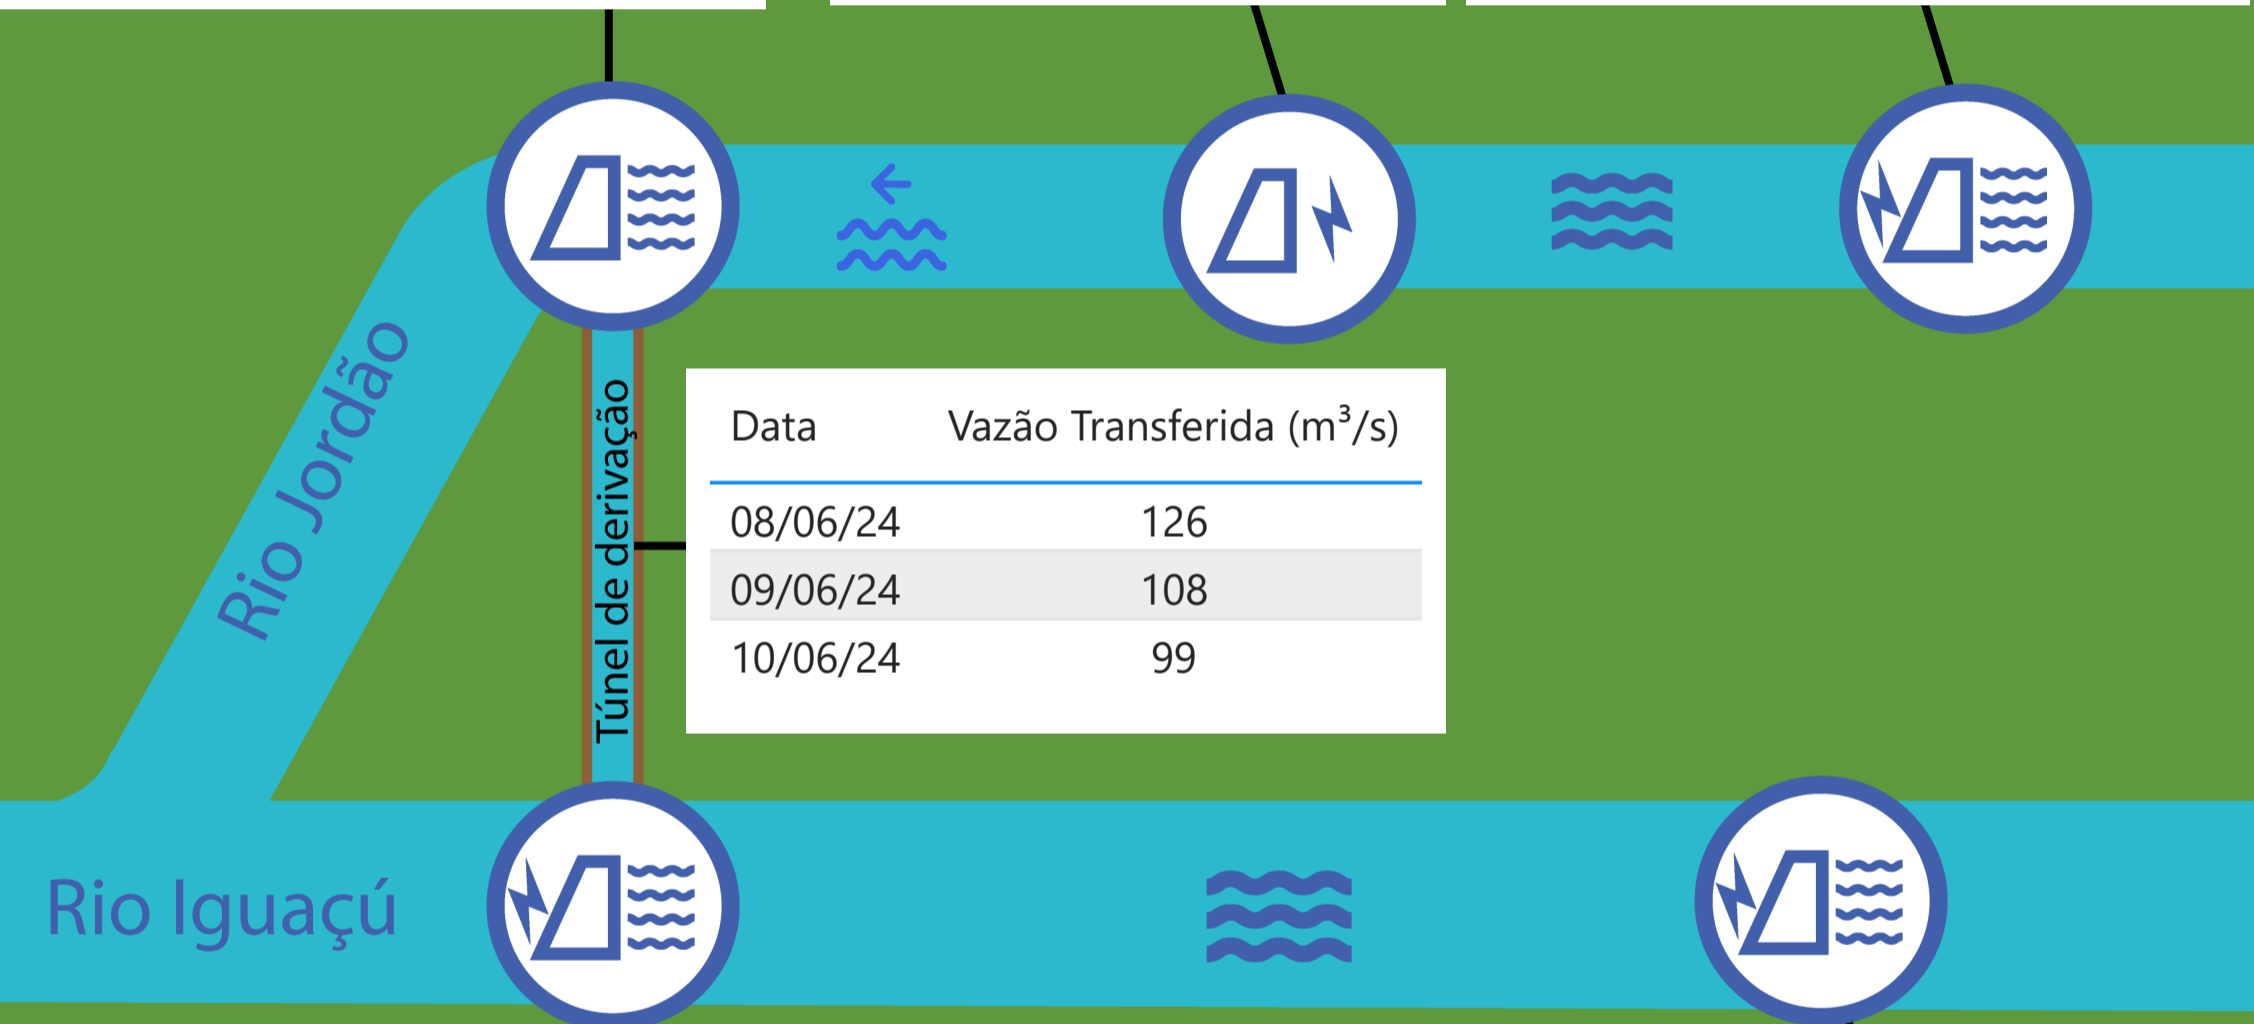 Rio Jordão
Túnel de derivação
Data Vazão Transferida (m³/s)
08/06/24 126
09/06/24 108
10/06/24 99
Rio Iguaçú